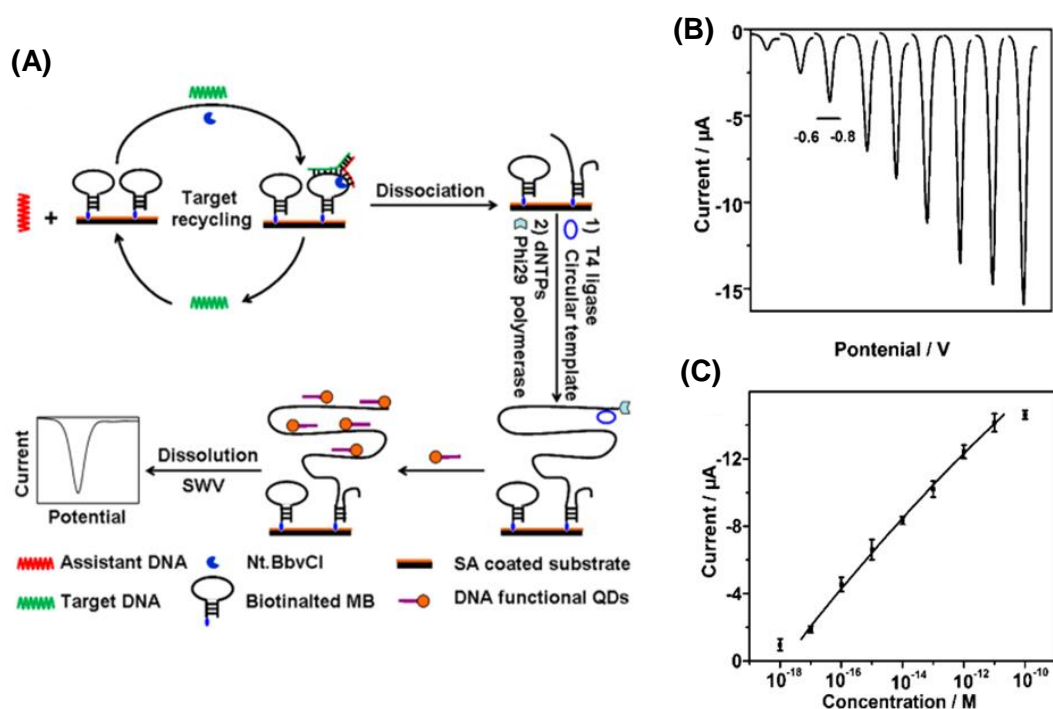 (A)
Target
recycling
+
Dissociation
1) T4 ligase
Circular template
2) dNTPs
Phi29 polymerase
Dissolution
SWV
Current
Potential
Assistant DNA
Nt.BbvCI
SA coated substrate
Target DNA
Biotinalted MB
DNA functional QDs
(B)
0
-5
-10
-15
-0.6
-0.8
Current / µA
Pontenial / V
(C)
-12
-8
-4
0
Current / µA
10-18
10-16
10-14
10-12
10-10
Concentration / M